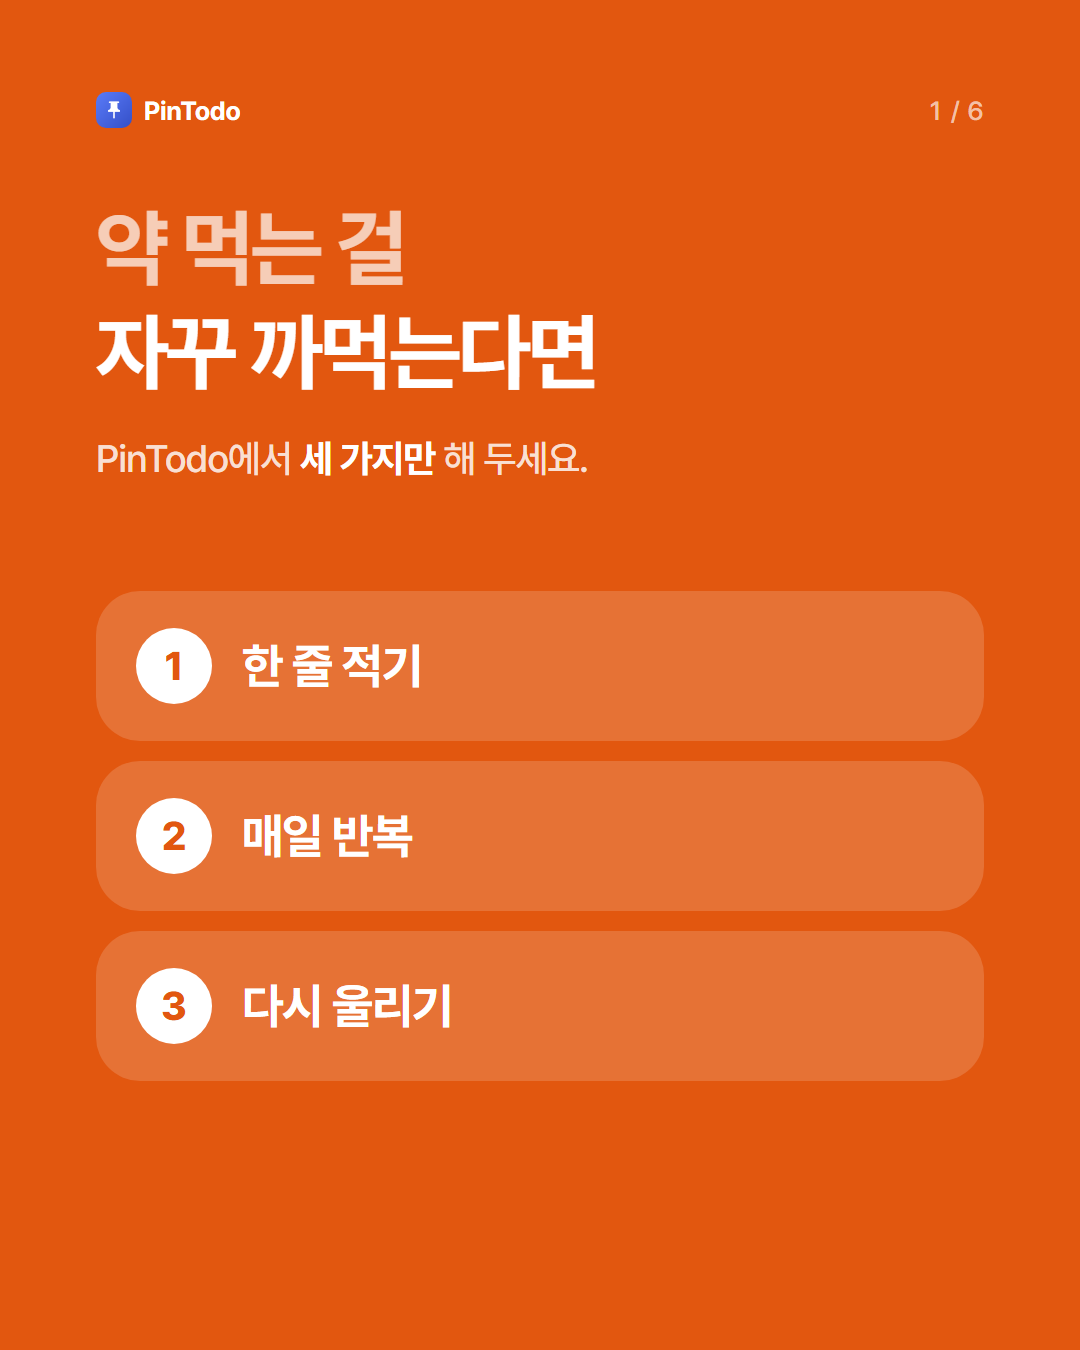 PinTodo
1 / 6
약 먹는 걸
자꾸 까먹는다면
PinTodo에서 세 가지만 해 두세요.
1 한 줄 적기
2 매일 반복
3 다시 울리기